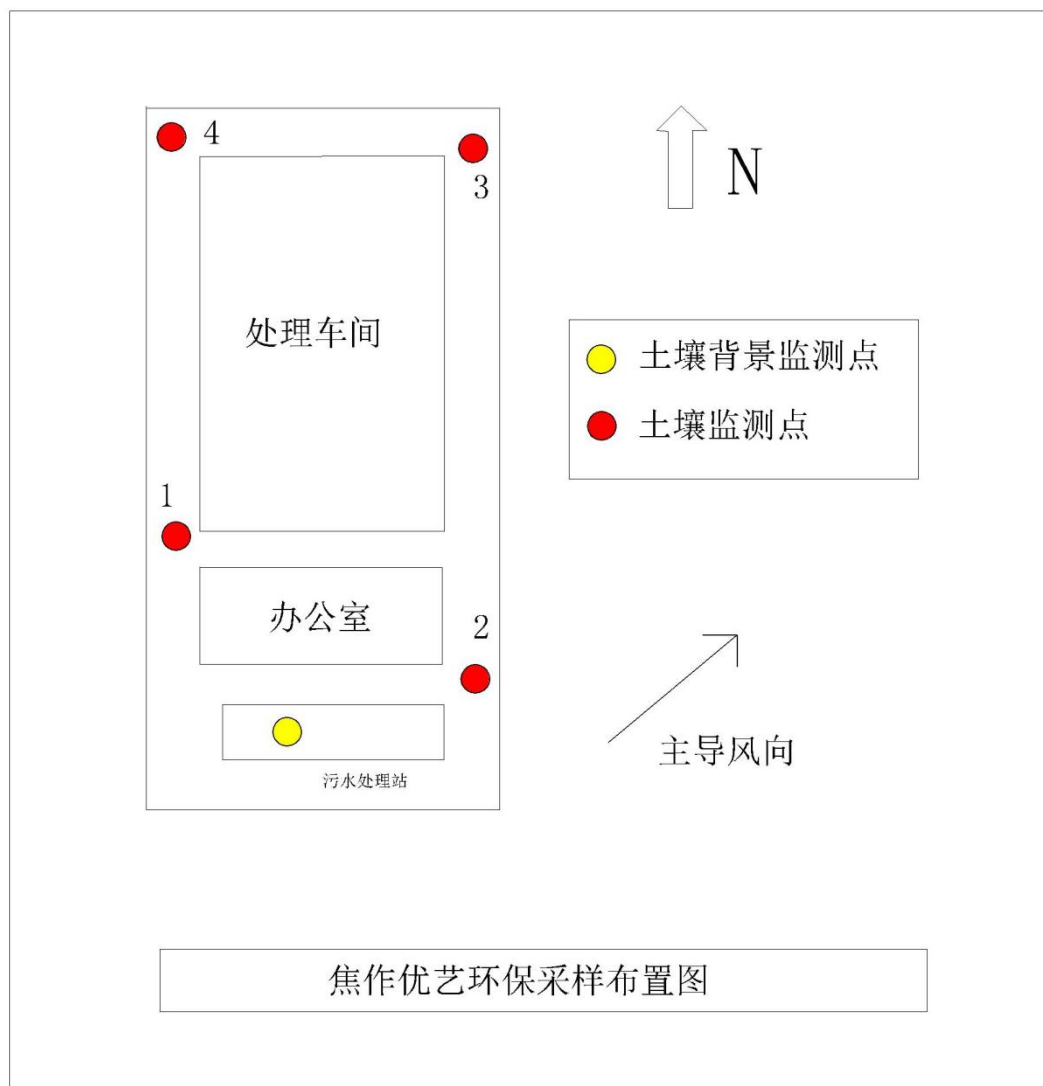 4
3
N
处理车间
土壤背景监测点
土壤监测点
1
办公室
2
污水处理站
主导风向
焦作优艺环保采样布置图